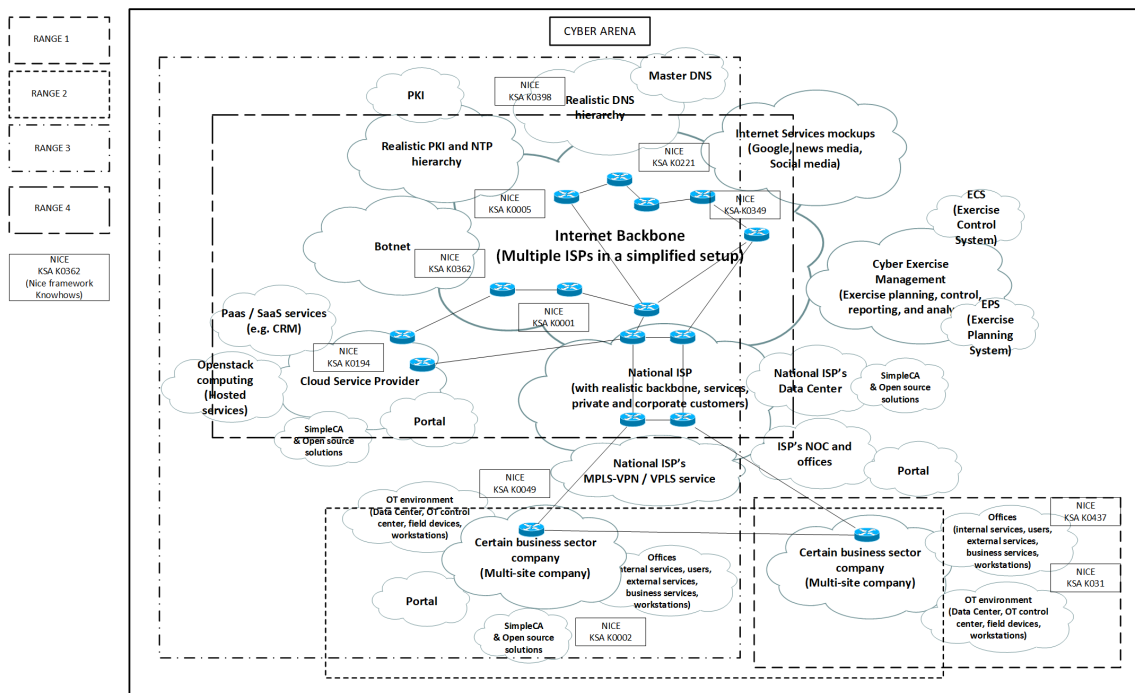 CYBER ARENA
RANGE 1
RANGE 2
RANGE 3
RANGE 4
NICE
KSA K0362
(Nice framework
Knowhows)
Master DNS
NICE
KSA K0398
Realistic DNS
hierarchy
PKI
Realistic PKI and NTP
hierarchy
Internet Services mockups
(Google, news media,
Social media)
NICE
KSA K0221
NICE
KSA K0005
NICE
KSA K0349
Internet Backbone
(Multiple ISPs in a simplified setup)
Botnet
NICE
KSA K0362
NICE
KSA K0001
ECS
(Exercise
Control
System)
Cyber Exercise
Management
(Exercise planning, control,
reporting, and analy
EPS
(Exercise
Planning
System)
Paas / SaaS services
(e.g. CRM)
NICE
KSA K0194
Cloud Service Provider
Openstack
computing
(Hosted
services)
SimpleCA
& Open source
solutions
Portal
National ISP
(with realistic backbone, services,
private and corporate customers)
National ISP's
Data Center
SimpleCA
& Open source
solutions
ISP's NOC and
offices
Portal
National ISP's
MPLS-VPN / VPLS service
NICE
KSA K0049
OT environment
(Data Center, OT control
center, field devices,
workstations)
Certain business sector
company
(Multi-site company)
Offices
nternal services, users,
external services,
business services,
workstations)
Portal
SimpleCA
& Open source
solutions
NICE
KSA K0002
Certain business sector
company
(Multi-site company)
Offices
(internal services, users,
external services,
business services,
workstations)
NICE
KSA K0437
NICE
KSA K031
OT environment
(Data Center, OT control
center, field devices,
workstations)